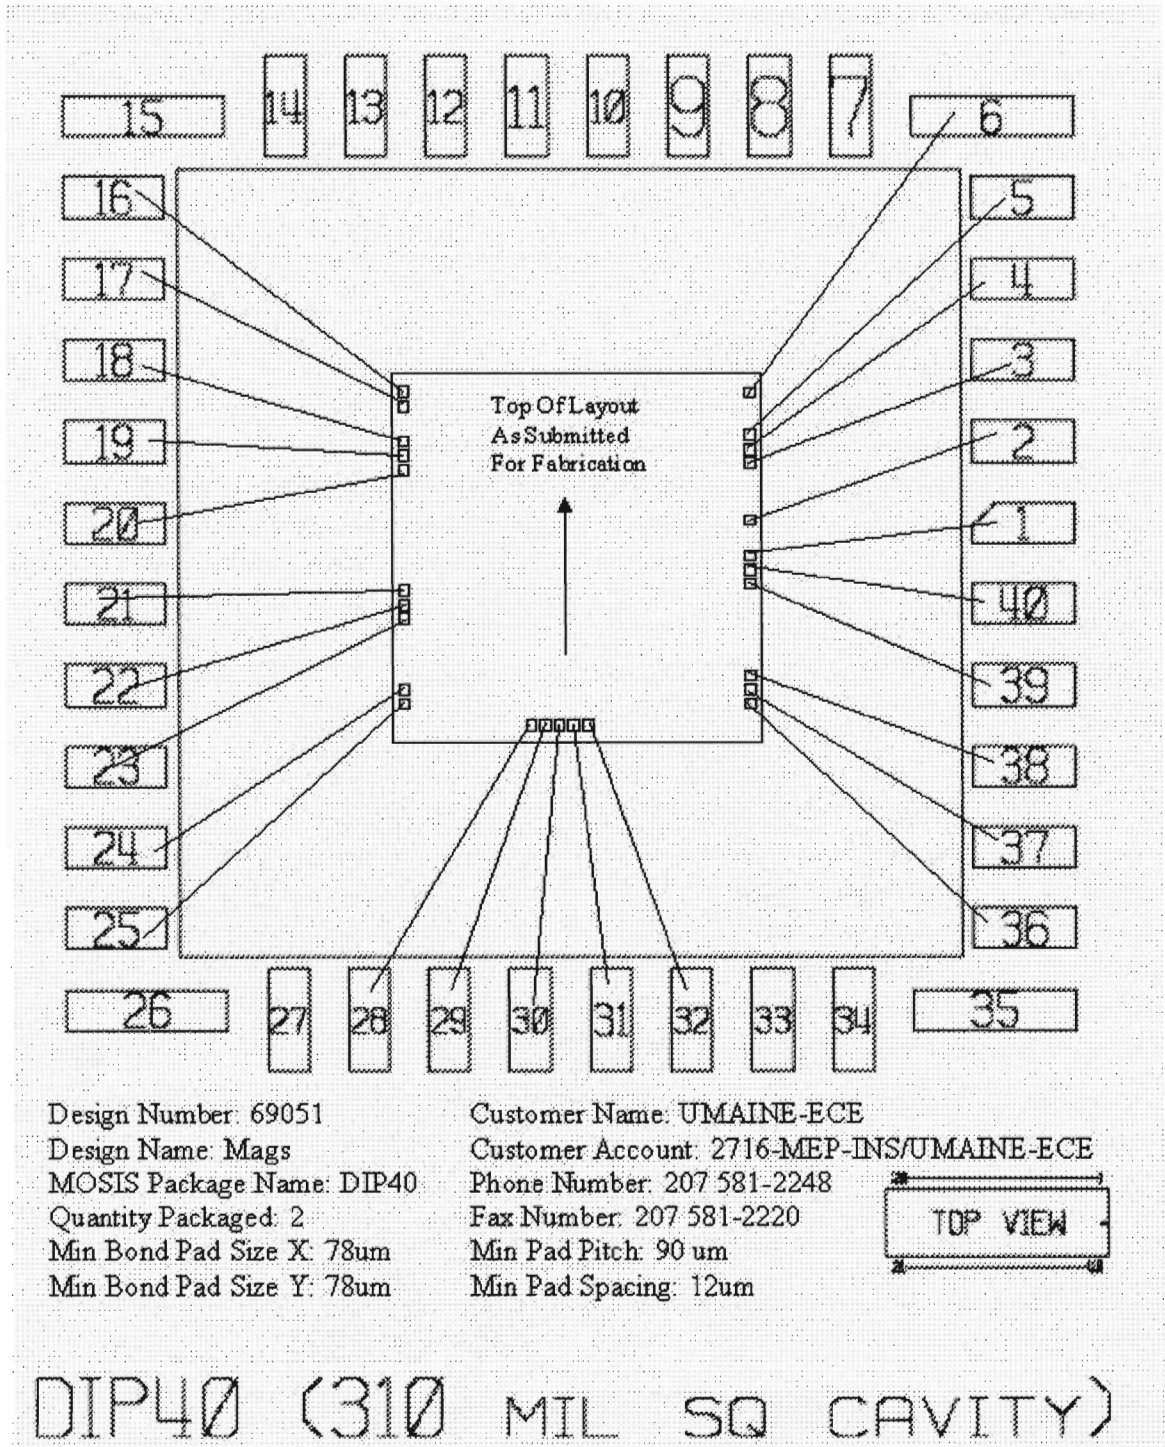 14 13 12 11 10 9 8 7
15 6
16 5
17 4
18 3
19 2
20 1
21 40
22 39
23 38
24 37
25 36
26 35
27 28 29 30 31 32 33 34
Top Of Layout
As Submitted
For Fabrication
Design Number: 69051
Design Name: Mags
MOSIS Package Name: DIP40
Quantity Packaged: 2
Min Bond Pad Size X: 78um
Min Bond Pad Size Y: 78um
Customer Name: UMAINE-ECE
Customer Account: 2716-MEP-INS/UMAINE-ECE
Phone Number: 207 581-2248
Fax Number: 207 581-2220
Min Pad Pitch: 90 um
Min Pad Spacing: 12um
TOP VIEW
DIP40 (310 MIL SQ CAVITY)